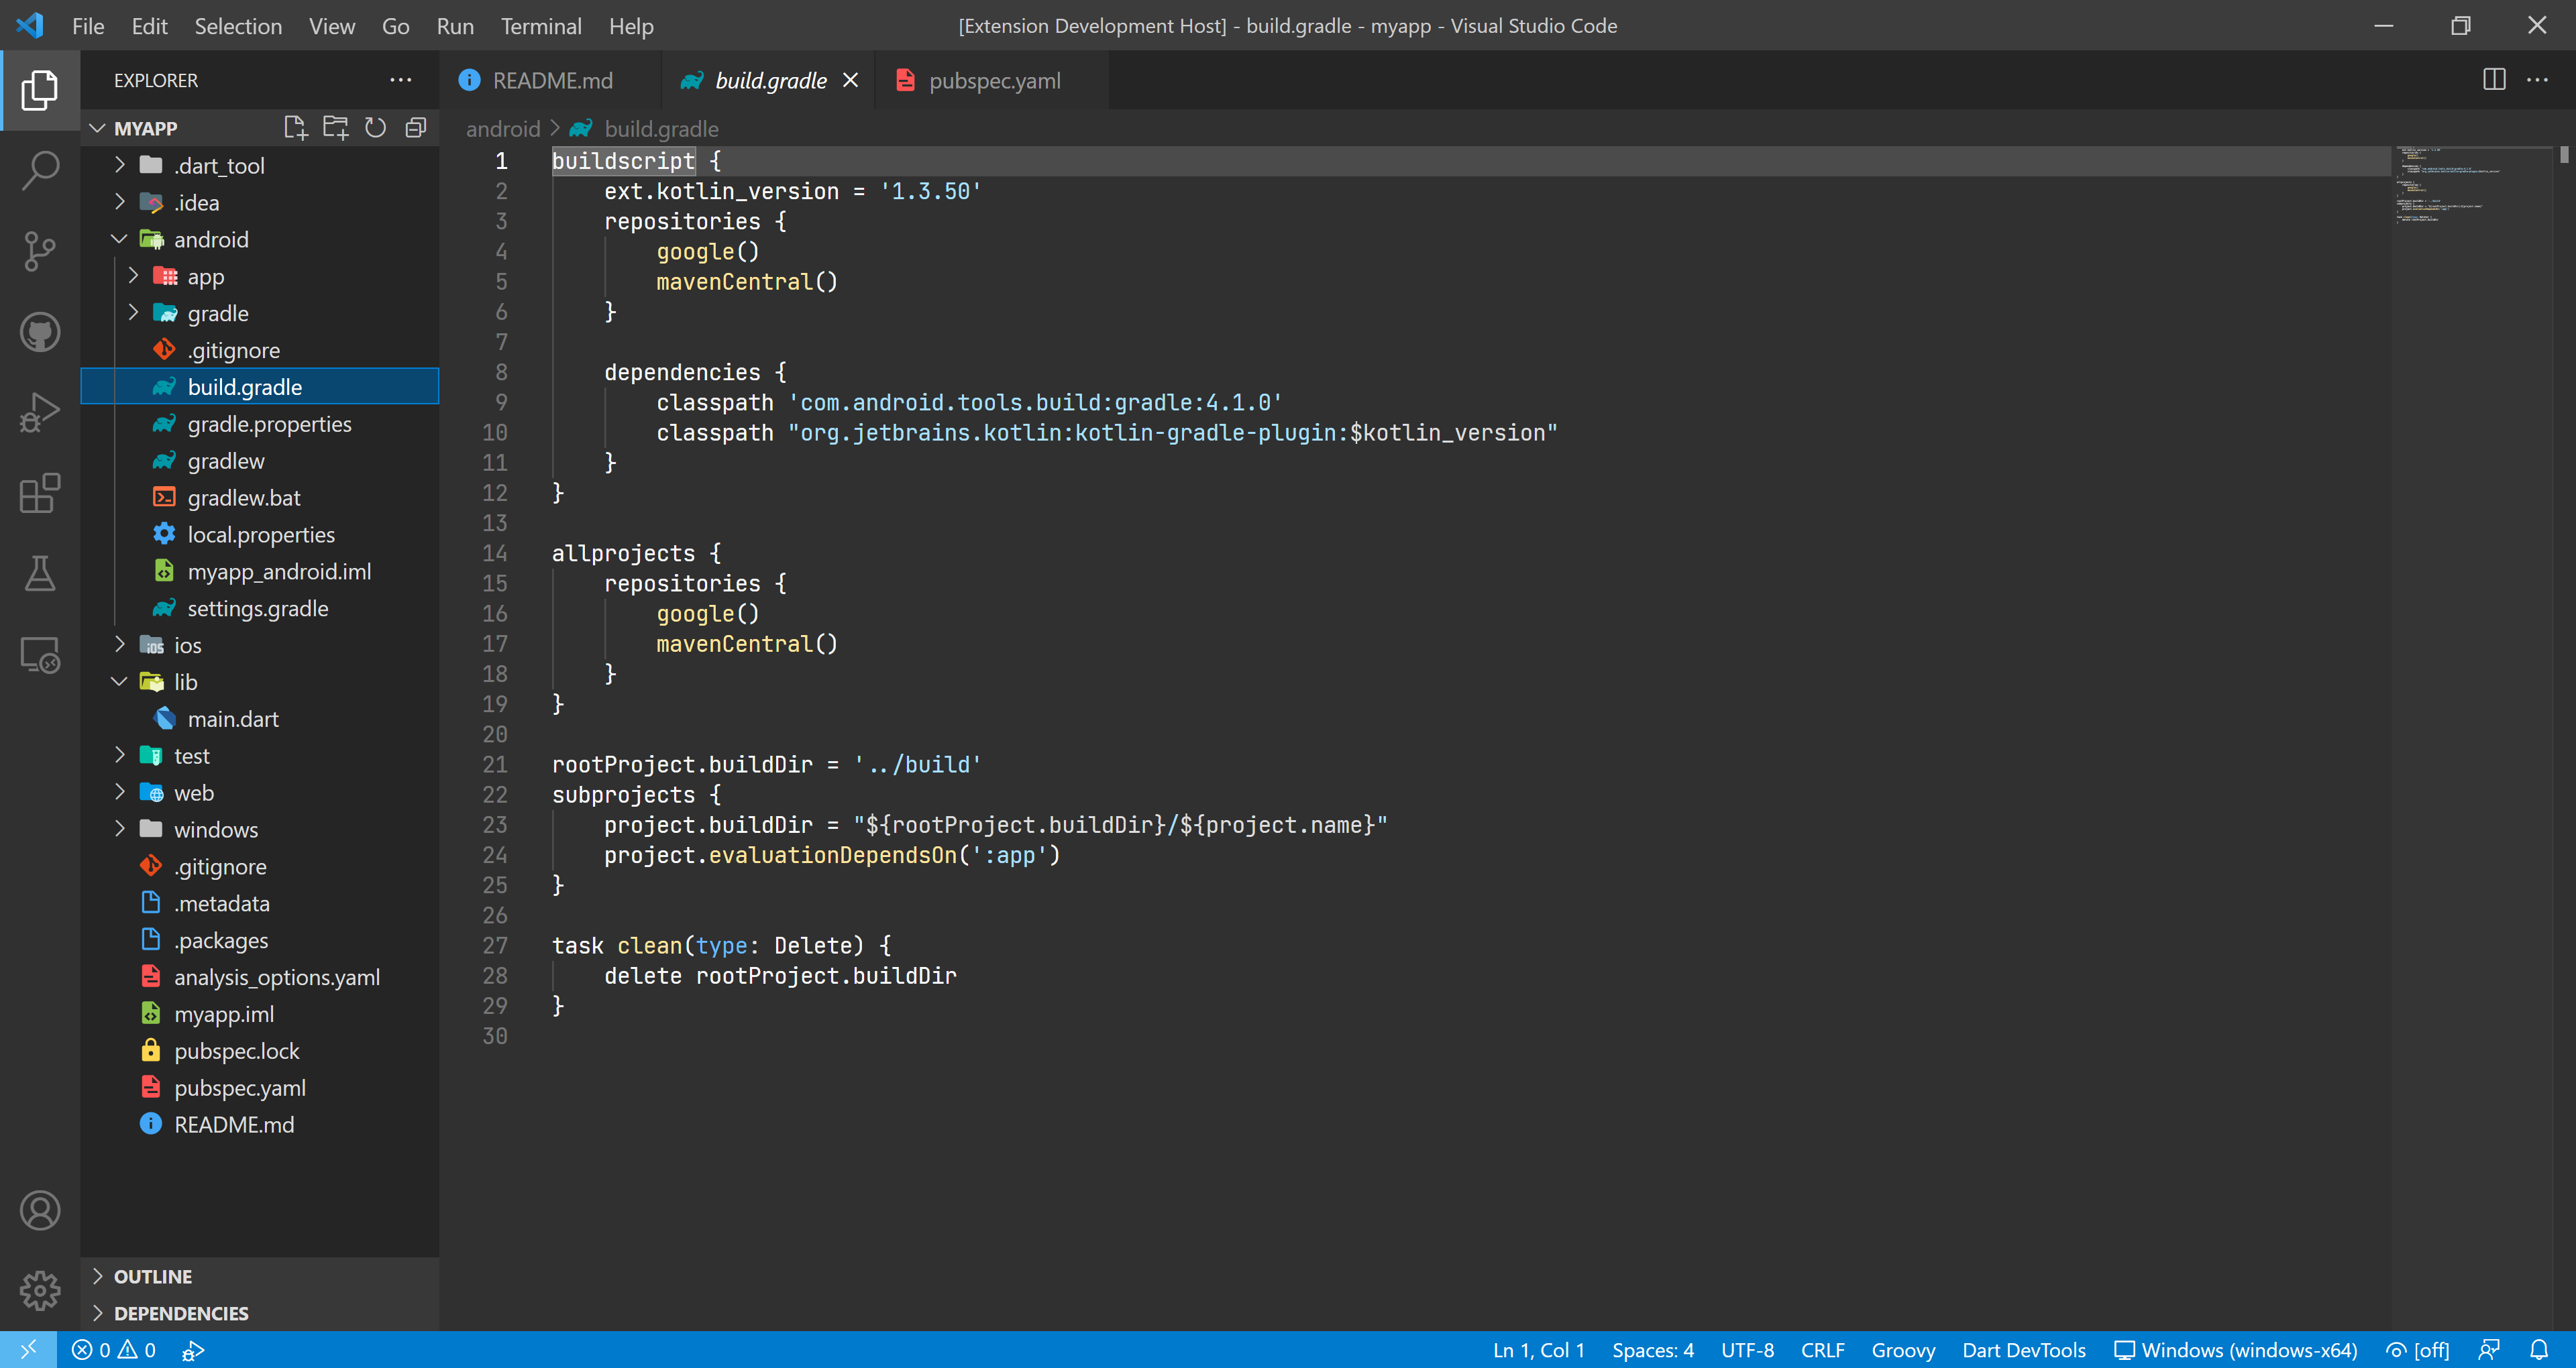 File Edit Selection View Go Run Terminal Help
[Extension Development Host] - build.gradle - myapp - Visual Studio Code
EXPLORER
MYAPP
.dart_tool
.idea
android
app
gradle
.gitignore
build.gradle
gradle.properties
gradlew
gradlew.bat
local.properties
myapp_android.iml
settings.gradle
iOS
ios
lib
main.dart
test
web
windows
.gitignore
.metadata
.packages
analysis_options.yaml
myapp.iml
pubspec.lock
pubspec.yaml
README.md
OUTLINE
DEPENDENCIES
README.md build.gradle pubspec.yaml
android > build.gradle
1 buildscript {
2 ext.kotlin_version = '1.3.50'
3 repositories {
4 google()
5 mavenCentral()
6 }
7
8 dependencies {
9 classpath 'com.android.tools.build:gradle:4.1.0'
10 classpath "org.jetbrains.kotlin:kotlin-gradle-plugin:$kotlin_version"
11 }
12 }
13
14 allprojects {
15 repositories {
16 google()
17 mavenCentral()
18 }
19 }
20
21 rootProject.buildDir = '../build'
22 subprojects {
23 project.buildDir = "${rootProject.buildDir}/${project.name}"
24 project.evaluationDependsOn(':app')
25 }
26
27 task clean(type: Delete) {
28 delete rootProject.buildDir
29 }
30
0 0 Ln 1, Col 1 Spaces: 4 UTF-8 CRLF Groovy Dart DevTools Windows (windows-x64) [off]